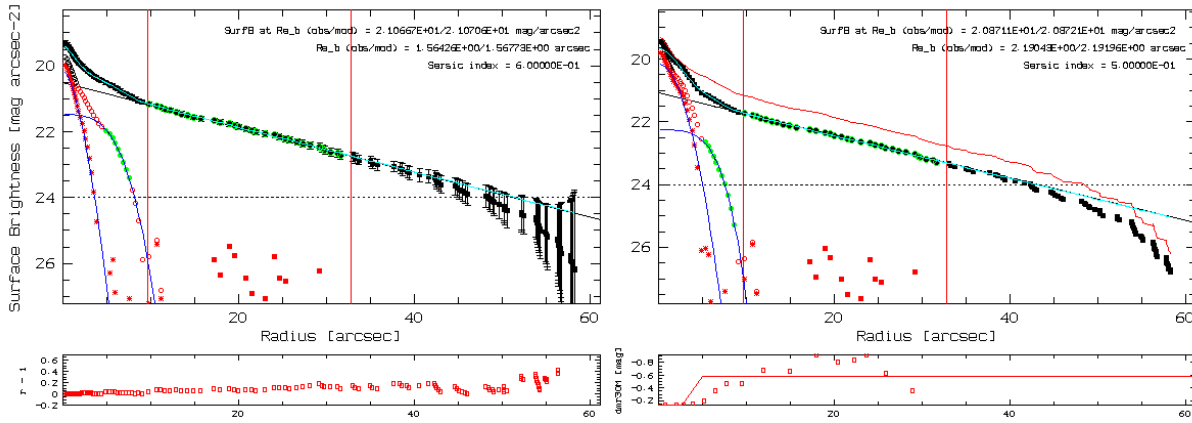 SurfB at Re_b (obs/mod) = 2.10667E+01/2.10706E+01 mag/arcsec2
Re_b (obs/mod) = 1.56426E+00/1.56773E+00 arcsec
Sersic index = 6.00000E-01
Surface Brightness [mag arcsec-2]
20
22
24
26
20
40
60
Radius [arcsec]
SurfB at Re_b (obs/mod) = 2.08711E+01/2.08721E+01 mag/arcsec2
Re_b (obs/mod) = 2.19043E+00/2.19196E+00 arcsec
Sersic index = 5.00000E-01
20
22
24
26
20
40
60
Radius [arcsec]
r - i
0.6
0.4
0.2
0
-0.2
0
20
40
60
[mag]
-0.8
-0.6
-0.4
-0.2
0
20
40
60